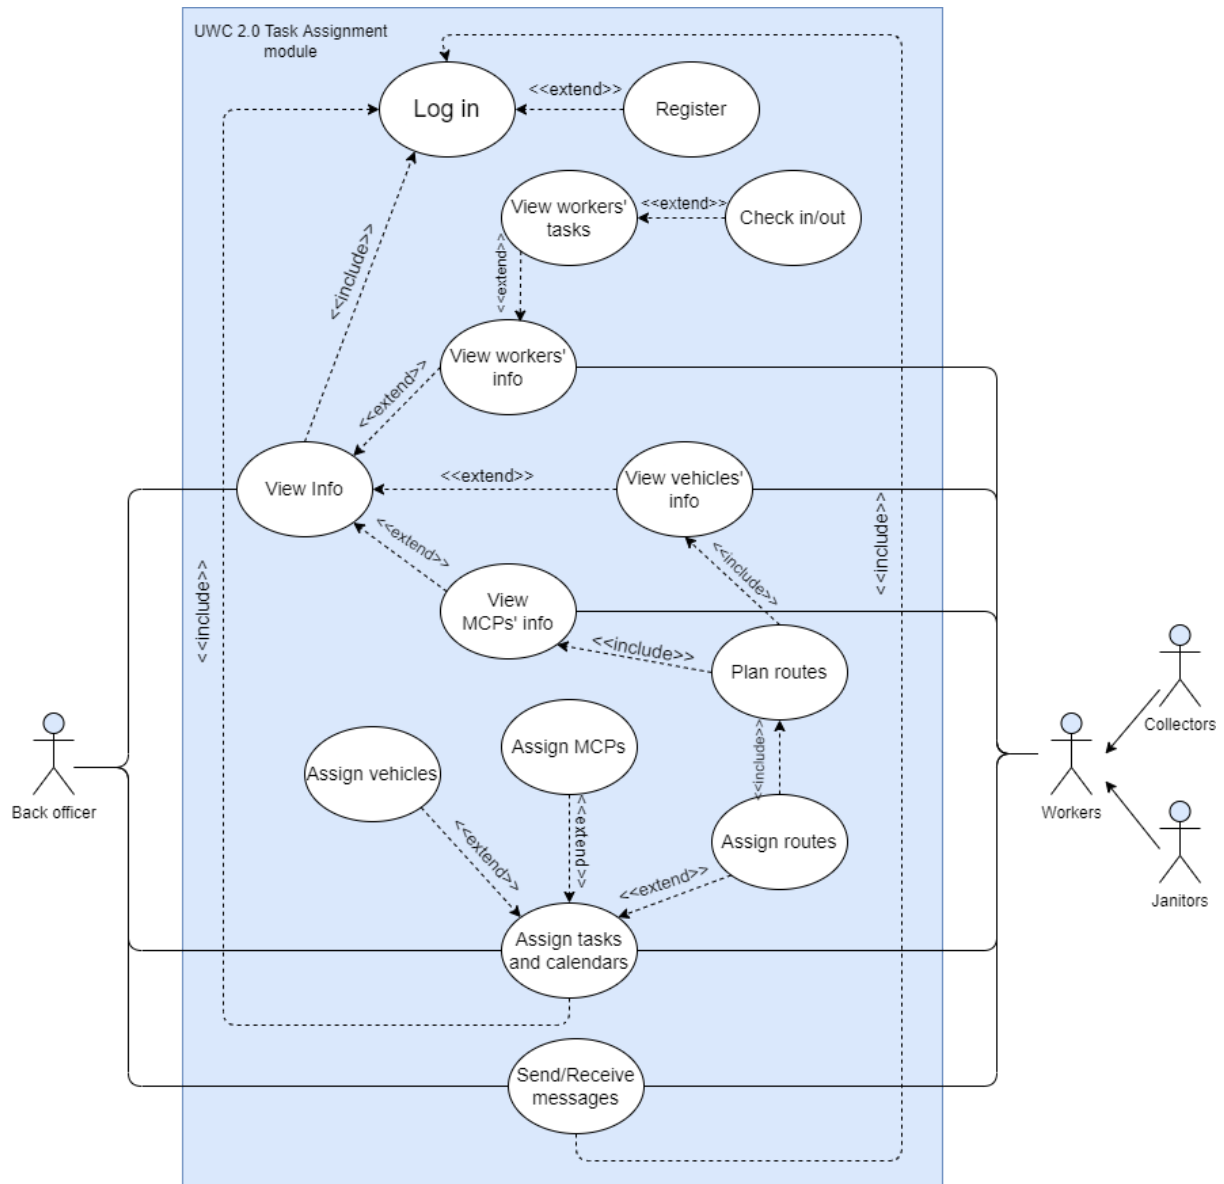 UWC 2.0 Task Assignment
module
Log in
<<extend>>
Register
View workers'
tasks
<<extend>>
Check in/out
<<extend>>
<<include>>
View workers'
info
<<extend>>
View Info
<<extend>>
View vehicles'
info
<<include>>
<<extend>>
<<include>>
<<include>>
View
MCPs' info
<<include>>
Plan routes
Collectors
Assign MCPs
<<include>>
Assign vehicles
Back officer
Workers
<<extend>>
<<extend>>
Assign routes
<<extend>>
Janitors
Assign tasks
and calendars
Send/Receive
messages